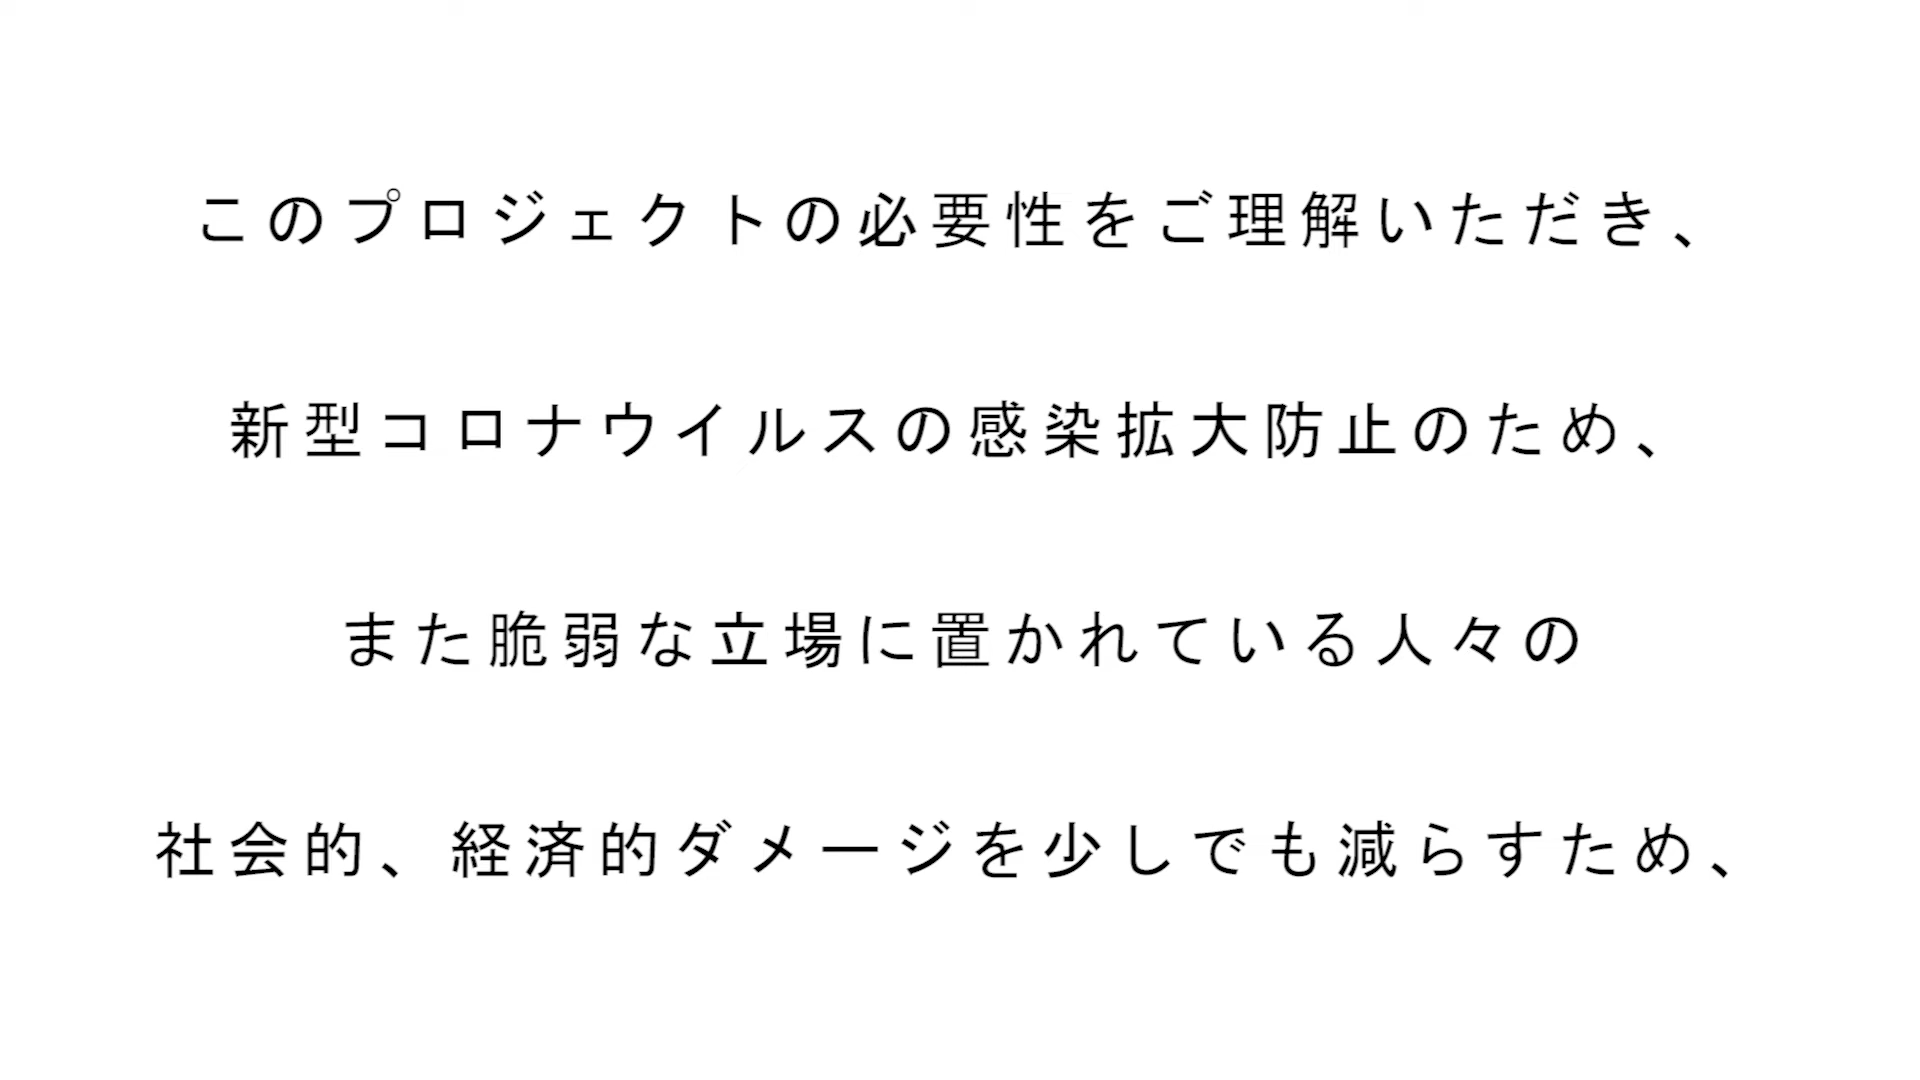 このプロジェクトの必要性をご理解いただき、
新型コロナウイルスの感染拡大防止のため、
また脆弱な立場に置かれている人々の
社会的、経済的ダメージを少しでも減らすため、